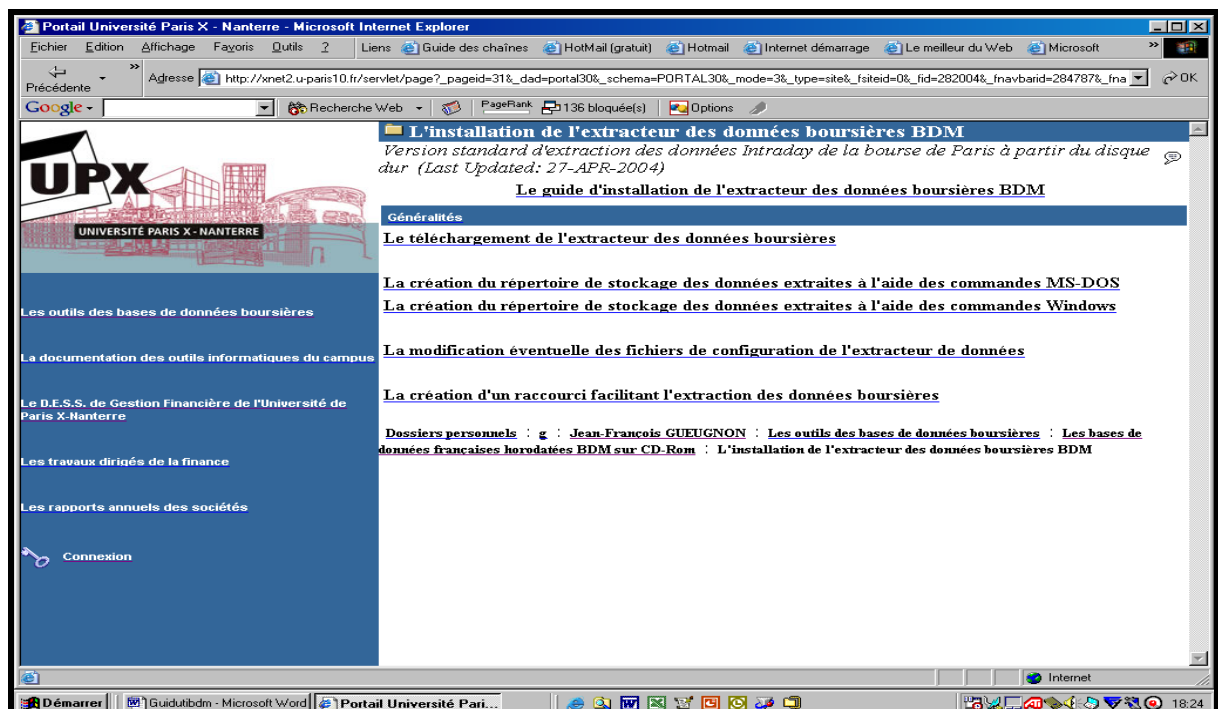 Portail Université Paris X - Nanterre - Microsoft Internet Explorer
Fichier Edition Affichage Favoris Outils ? Liens Guide des chaînes HotMail (gratuit) Hotmail Internet démarrage Le meilleur du Web Microsoft »
Précédente » Adresse http://xnet2.u-paris10.fr/servlet/page?_pageid=31&_dad=portal30&_schema=PORTAL30&_mode=3&_type=site&_fsiteid=0&_fid=282004&_fnavbarid=284787&_fna OK
Google Recherche Web PageRank 136 bloquée(s) Options
UPX
UNIVERSITÉ PARIS X - NANTERRE
Les outils des bases de données boursières
La documentation des outils informatiques du campus
Le D.E.S.S. de Gestion Financière de l'Université de
Paris X-Nanterre
Les travaux dirigés de la finance
Les rapports annuels des sociétés
Connexion
L'installation de l'extracteur des données boursières BDM
Version standard d'extraction des données Intraday de la bourse de Paris à partir du disque
dur (Last Updated: 27-APR-2004)
Le guide d'installation de l'extracteur des données boursières BDM
Généralités
Le téléchargement de l'extracteur des données boursières
La création du répertoire de stockage des données extraites à l'aide des commandes MS-DOS
La création du répertoire de stockage des données extraites à l'aide des commandes Windows
La modification éventuelle des fichiers de configuration de l'extracteur de données
La création d'un raccourci facilitant l'extraction des données boursières
Dossiers personnels : g : Jean-François GUEUGNON : Les outils des bases de données boursières : Les bases de
données françaises horodatées BDM sur CD-Rom : L'installation de l'extracteur des données boursières BDM
Internet
Démarrer Guidutibdm - Microsoft Word Portail Université Pari... 18:24